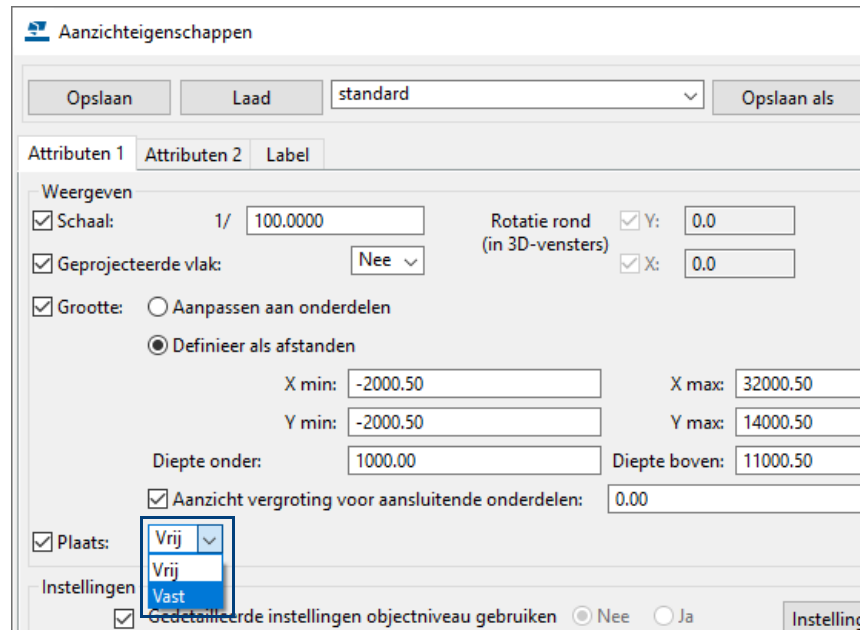 Aanzichteigenschappen
Opslaan Laad standard Opslaan als
Attributen 1 Attributen 2 Label
Weergeven
Schaal: 1/ 100.0000 Rotatie rond Y: 0.0
(in 3D-vensters)
Geprojecteerde vlak: Nee X: 0.0
Grootte: Aanpassen aan onderdelen
Definieer als afstanden
X min: -2000.50 X max: 32000.50
Y min: -2000.50 Y max: 14000.50
Diepte onder: 1000.00 Diepte boven: 11000.50
Aanzicht vergroting voor aansluitende onderdelen: 0.00
Plaats: Vrij
Vrij
Instellingen Vast
Gedetailleerde instellingen objectniveau gebruiken Nee Ja Instelling